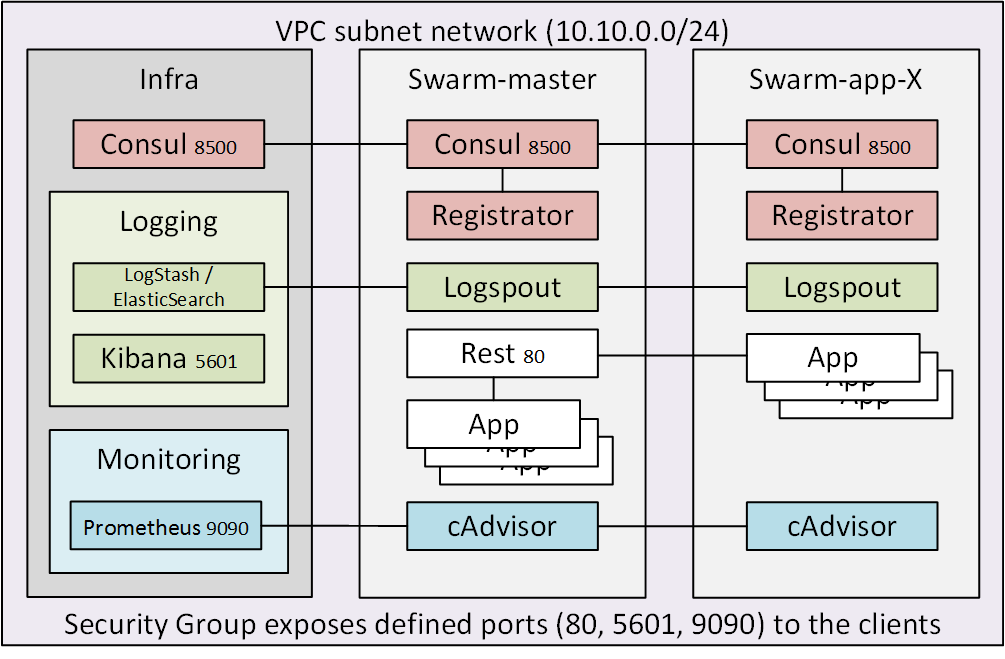 VPC subnet network (10.10.0.0/24)
Infra
Consul 8500
Logging
LogStash /
ElasticSearch
Kibana 5601
Monitoring
Prometheus 9090
Swarm-master
Consul 8500
Registrator
Logspout
Rest 80
App
App
App
cAdvisor
Swarm-app-X
Consul 8500
Registrator
Logspout
App
App
App
cAdvisor
Security Group exposes defined ports (80, 5601, 9090) to the clients